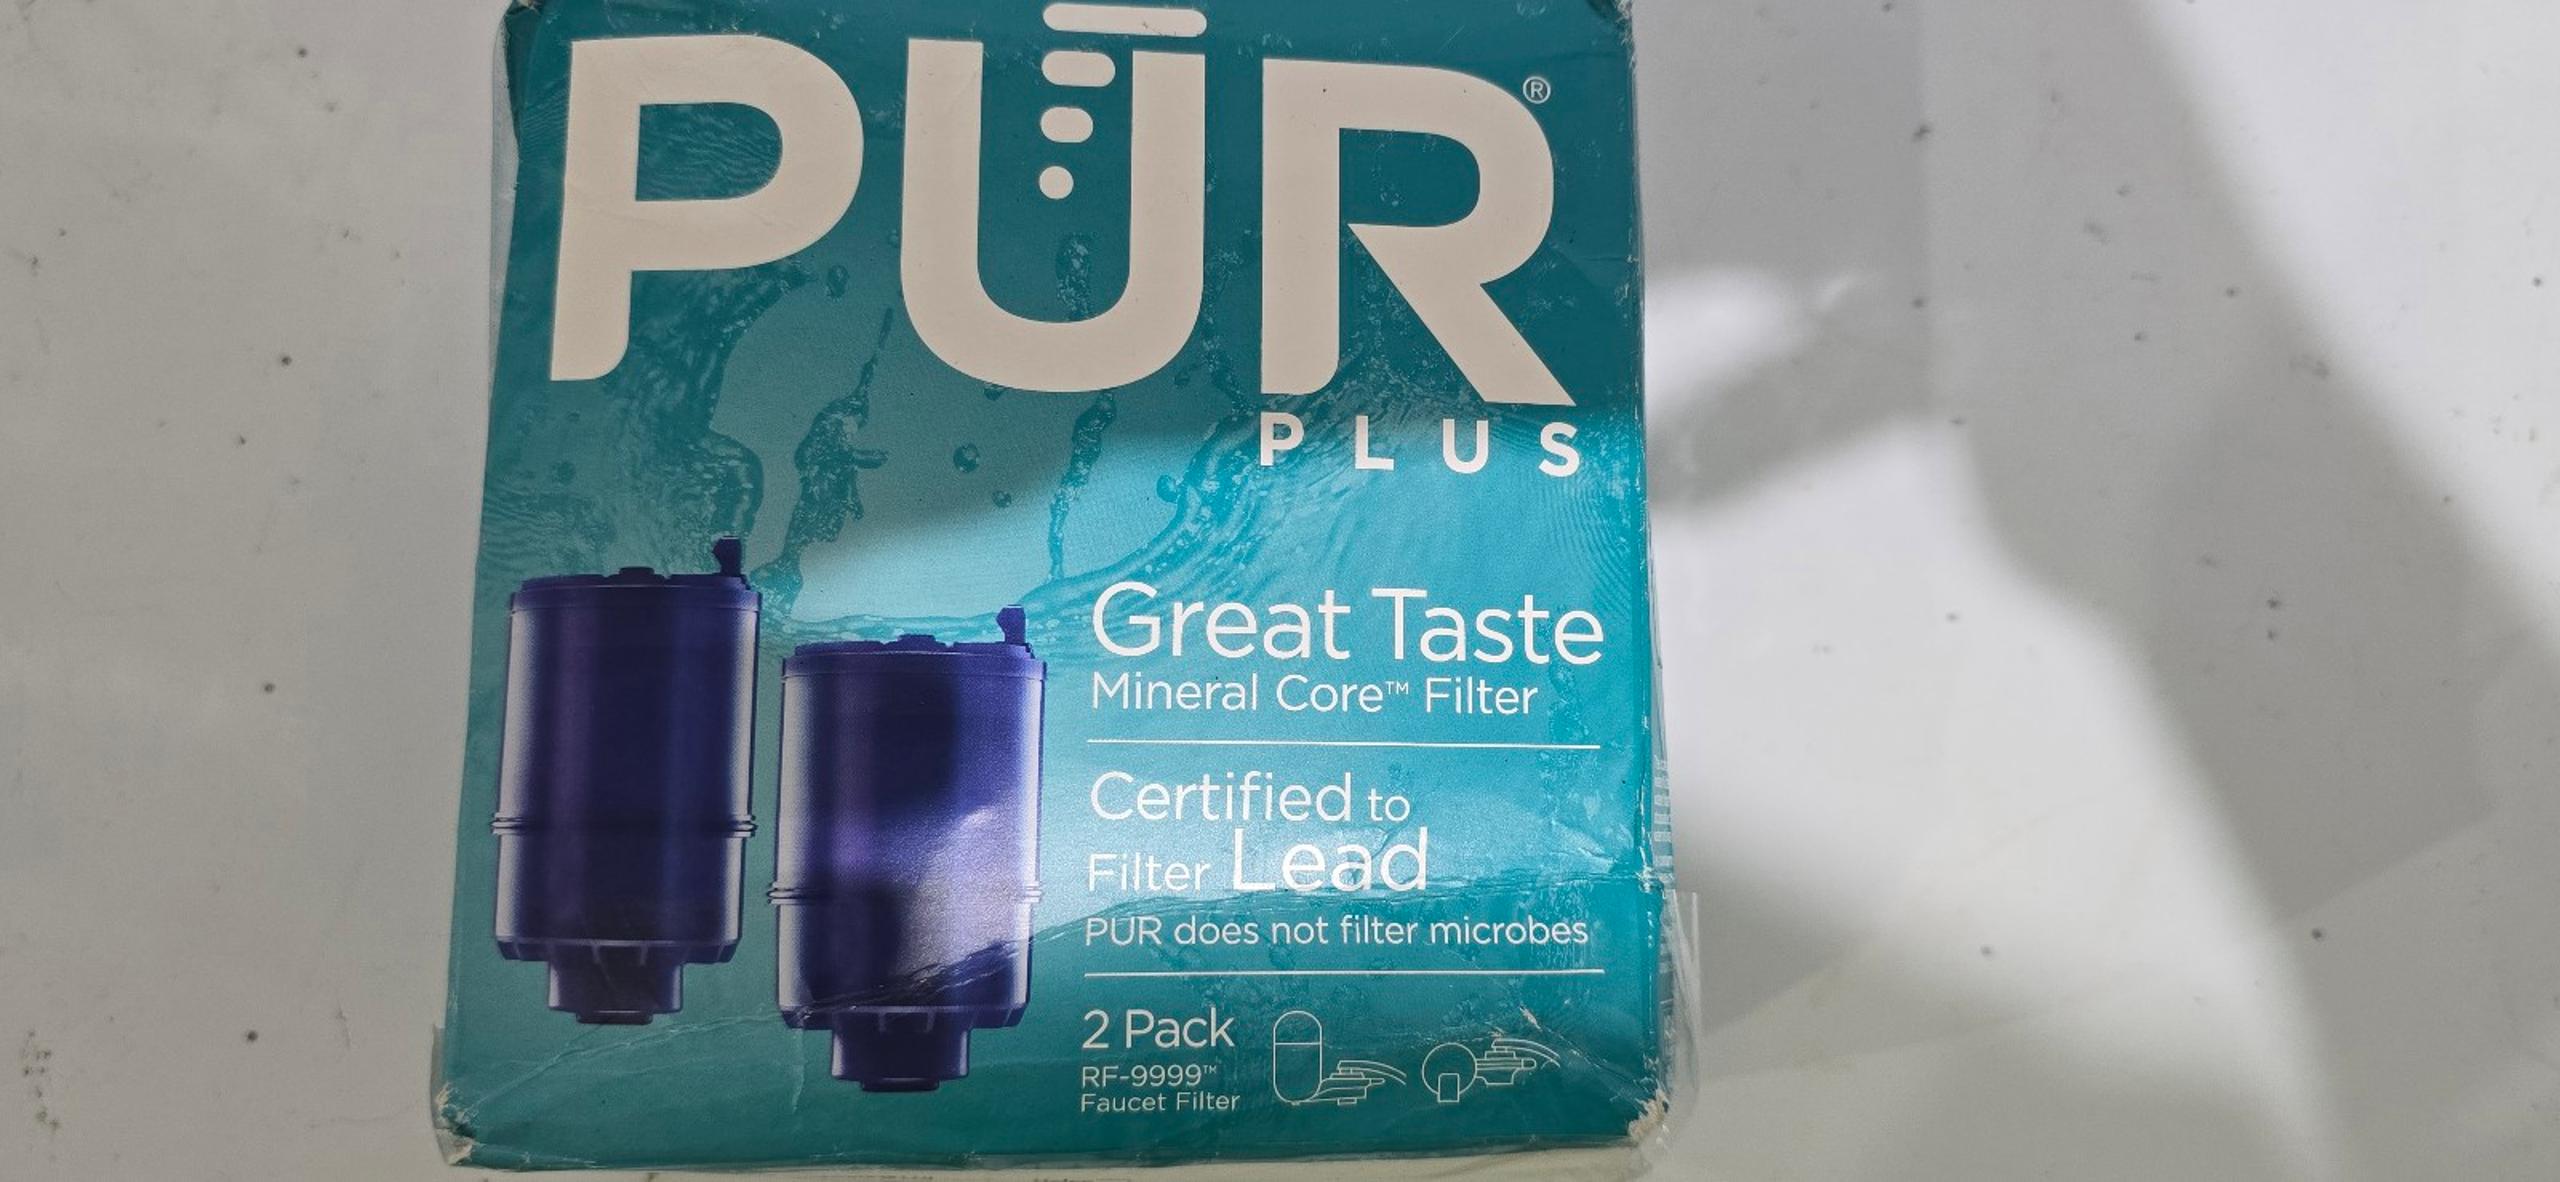 PUR®
PLUS
Great Taste
Mineral Core™ Filter
Certified to
Filter Lead
PUR does not filter microbes
2 Pack
RF-9999™
Faucet Filter